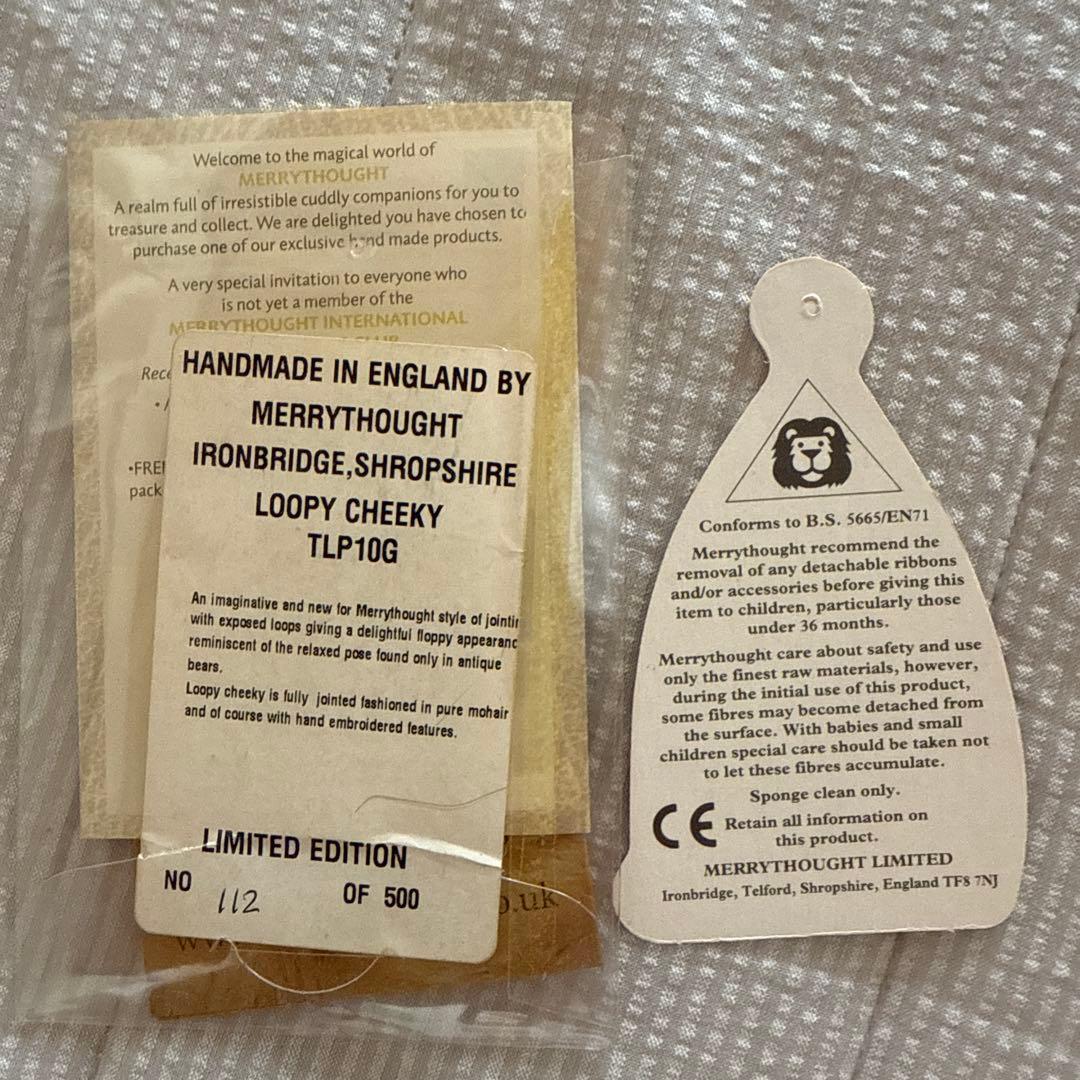 Welcome to the magical world of
MERRYTHOUGHT
A realm full of irresistible cuddly companions for you to
treasure and collect. We are delighted you have chosen to
purchase one of our exclusive hand made products.
A very special invitation to everyone who
is not yet a member of the
MERRYTHOUGHT INTERNATIONAL
CLUB
Rece
•FREE
pack
HANDMADE IN ENGLAND BY
MERRYTHOUGHT
IRONBRIDGE,SHROPSHIRE
LOOPY CHEEKY
TLP10G
An imaginative and new for Merrythought style of jointin
with exposed loops giving a delightful floppy appearanc
reminiscent of the relaxed pose found only in antique
bears.
Loopy cheeky is fully jointed fashioned in pure mohair
and of course with hand embroidered features.
LIMITED EDITION
NO 112 OF 500
o.uk
Conforms to B.S. 5665/EN71
Merrythought recommend the
removal of any detachable ribbons
and/or accessories before giving this
item to children, particularly those
under 36 months.
Merrythought care about safety and use
only the finest raw materials, however,
during the initial use of this product,
some fibres may become detached from
the surface. With babies and small
children special care should be taken not
to let these fibres accumulate.
Sponge clean only.
CE Retain all information on
this product.
MERRYTHOUGHT LIMITED
Ironbridge, Telford, Shropshire, England TF8 7NJ